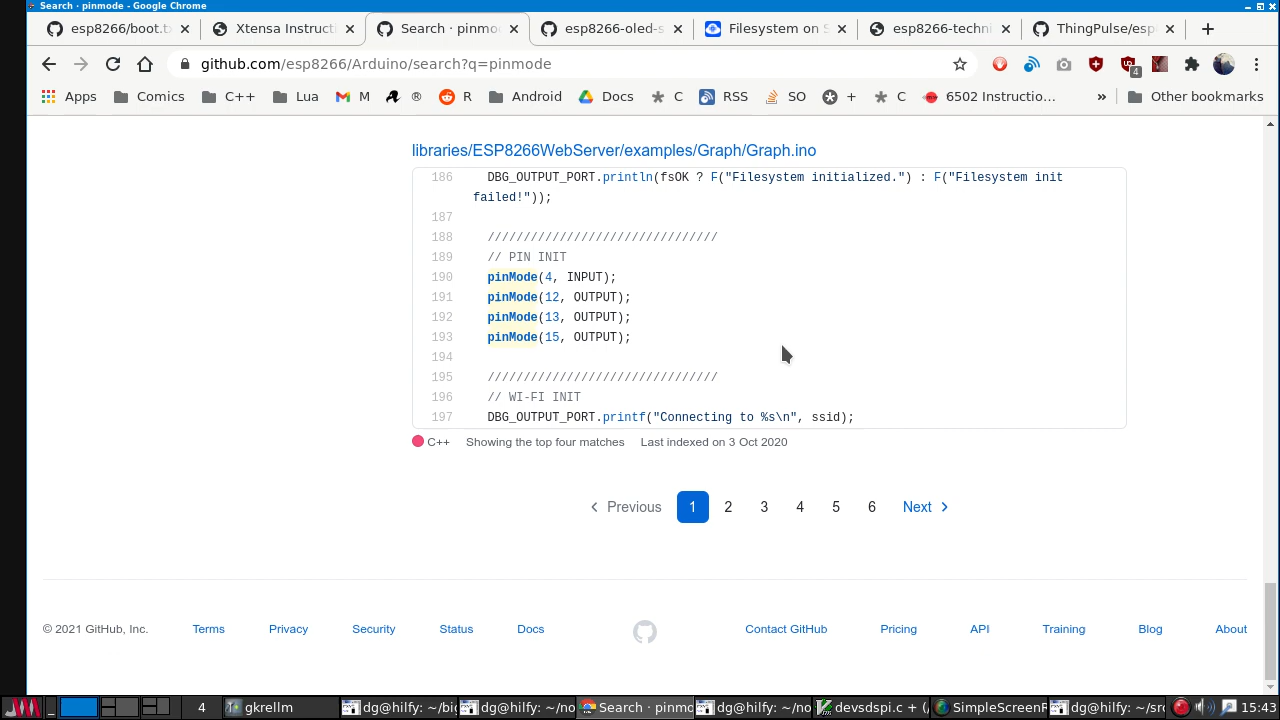 Search · pinmode - Google Chrome
esp8266/boot.tx
Xtensa Instructi
Search · pinmo
esp8266-oled-s
Filesystem on S
esp8266-techni
ThingPulse/esp
github.com/esp8266/Arduino/search?q=pinmode
4
Apps
Comics
C++
Lua
M
®
R
Android
Docs
C
RSS
SO
+
C
6502 Instructio…
»
Other bookmarks
libraries/ESP8266WebServer/examples/Graph/Graph.ino
186 DBG_OUTPUT_PORT.println(fsOK ? F("Filesystem initialized.") : F("Filesystem init
failed!"));
187
188 ////////////////////////////////
189 // PIN INIT
190 pinMode(4, INPUT);
191 pinMode(12, OUTPUT);
192 pinMode(13, OUTPUT);
193 pinMode(15, OUTPUT);
194
195 ////////////////////////////////
196 // WI-FI INIT
197 DBG_OUTPUT_PORT.printf("Connecting to %s\n", ssid);
C++ Showing the top four matches Last indexed on 3 Oct 2020
Previous 1 2 3 4 5 6 Next
© 2021 GitHub, Inc. Terms Privacy Security Status Docs Contact GitHub Pricing API Training Blog About
4
gkrellm
dg@hilfy: ~/bi
dg@hilfy: ~/no
Search · pinmo
dg@hilfy: ~/no
devsdspi.c + (
SimpleScreenR
dg@hilfy: ~/src
15:43